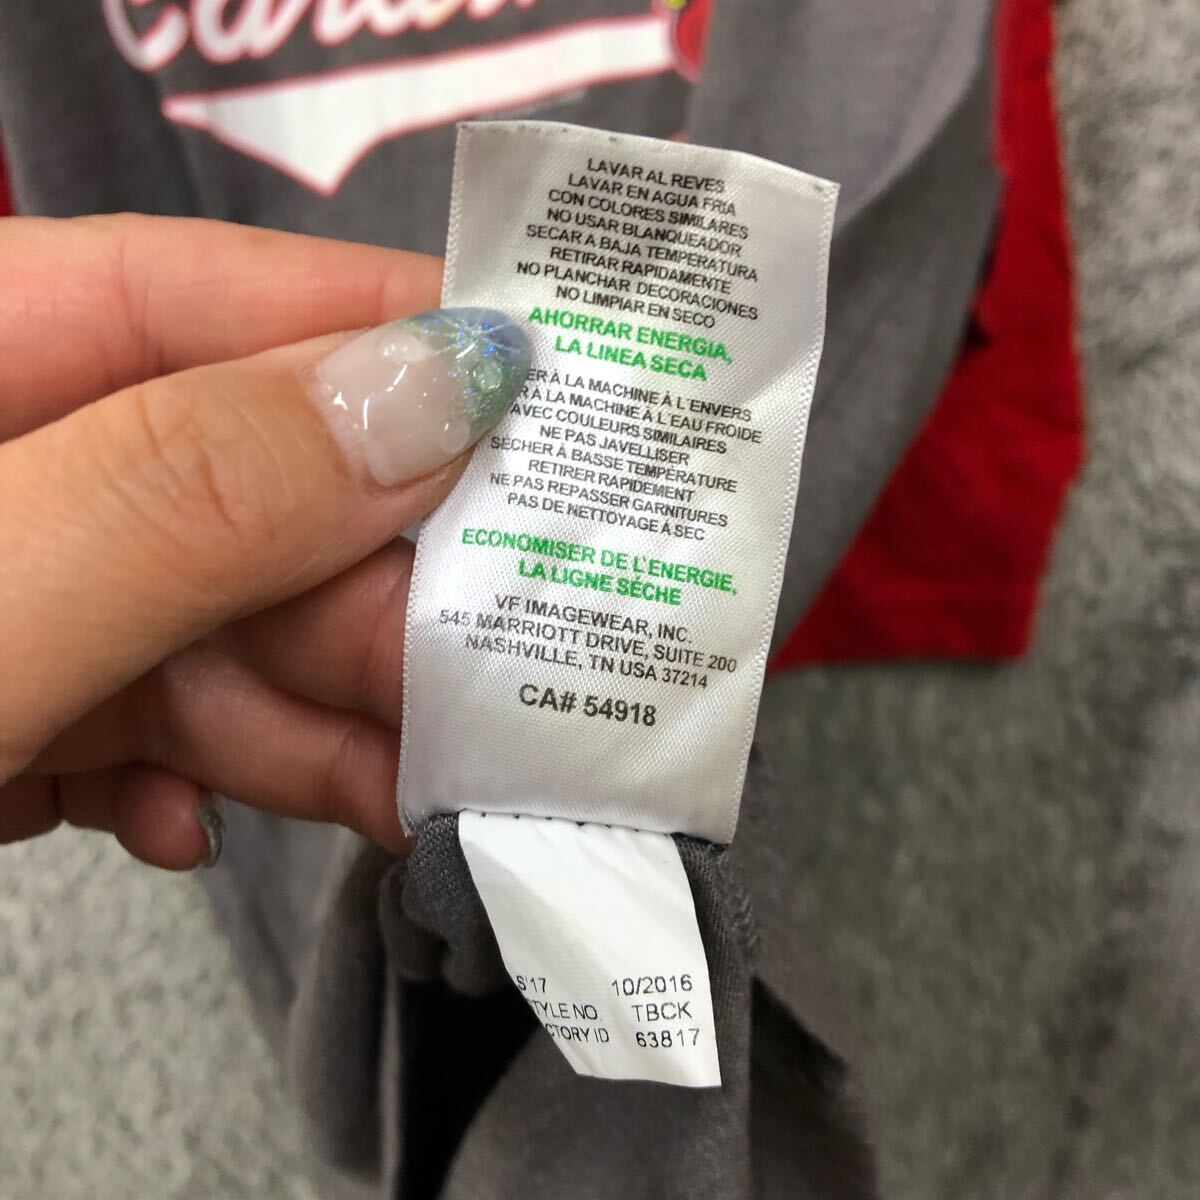 LAVAR AL REVES
LAVAR EN AGUA FRIA
CON COLORES SIMILARES
NO USAR BLANQUEADOR
SECAR A BAJA TEMPERATURA
RETIRAR RAPIDAMENTE
NO PLANCHAR DECORACIONES
NO LIMPIAR EN SECO
AHORRAR ENERGIA,
LA LINEA SECA
À LA MACHINE À L'ENVERS
À LA MACHINE À L'EAU FROIDE
AVEC COULEURS SIMILAIRES
NE PAS JAVELLISER
SÉCHER À BASSE TEMPÉRATURE
RETIRER RAPIDEMENT
NE PAS REPASSER GARNITURES
PAS DE NETTOYAGE À SEC
ECONOMISER DE L'ENERGIE,
LA LIGNE SÉCHE
VF IMAGEWEAR, INC.
545 MARRIOTT DRIVE, SUITE 200
NASHVILLE, TN USA 37214
CA# 54918
S'17 10/2016
NO. TBCK
ID 63817